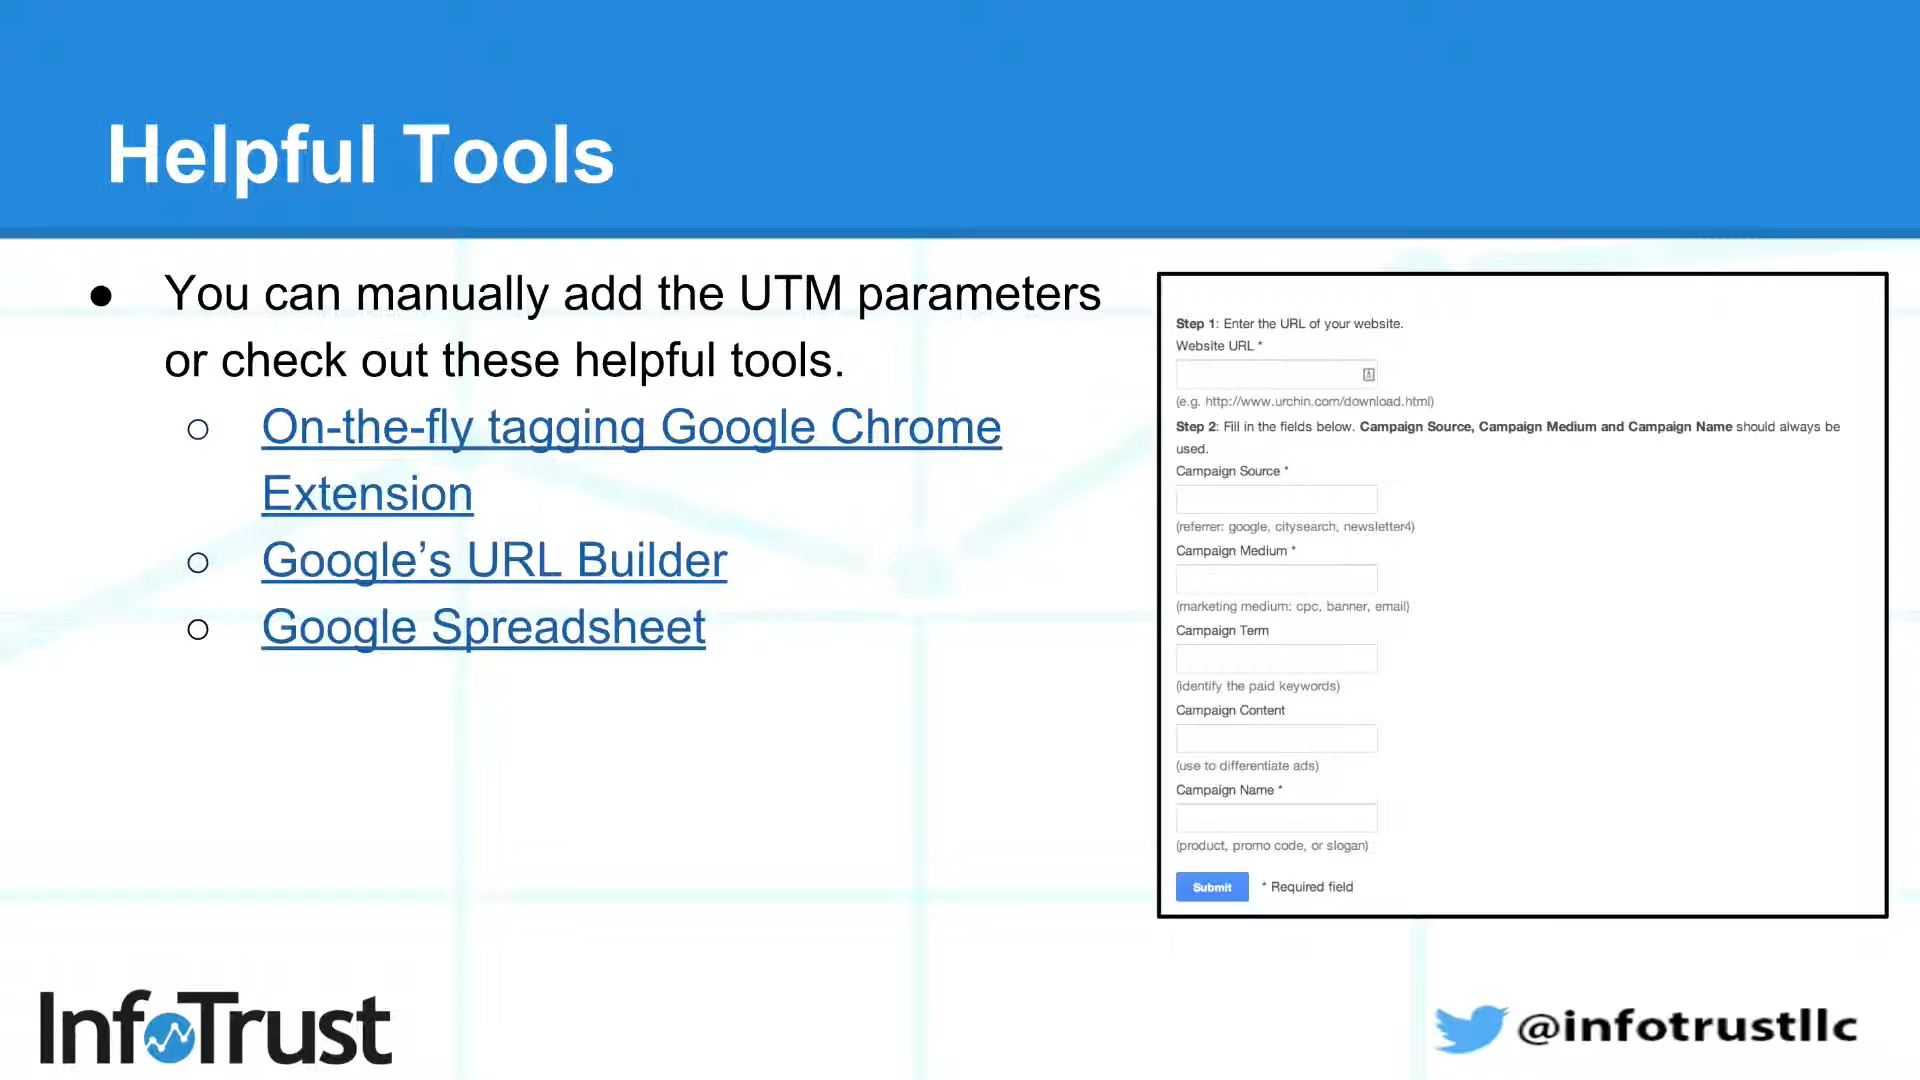 Helpful Tools
● You can manually add the UTM parameters
or check out these helpful tools.
○ On-the-fly tagging Google Chrome
Extension
○ Google’s URL Builder
○ Google Spreadsheet
Step 1: Enter the URL of your website.
Website URL *
(e.g. http://www.urchin.com/download.html)
Step 2: Fill in the fields below. Campaign Source, Campaign Medium and Campaign Name should always be
used.
Campaign Source *
(referrer: google, citysearch, newsletter4)
Campaign Medium *
(marketing medium: cpc, banner, email)
Campaign Term
(identify the paid keywords)
Campaign Content
(use to differentiate ads)
Campaign Name *
(product, promo code, or slogan)
Submit * Required field
InfoTrust
@infotrustllc